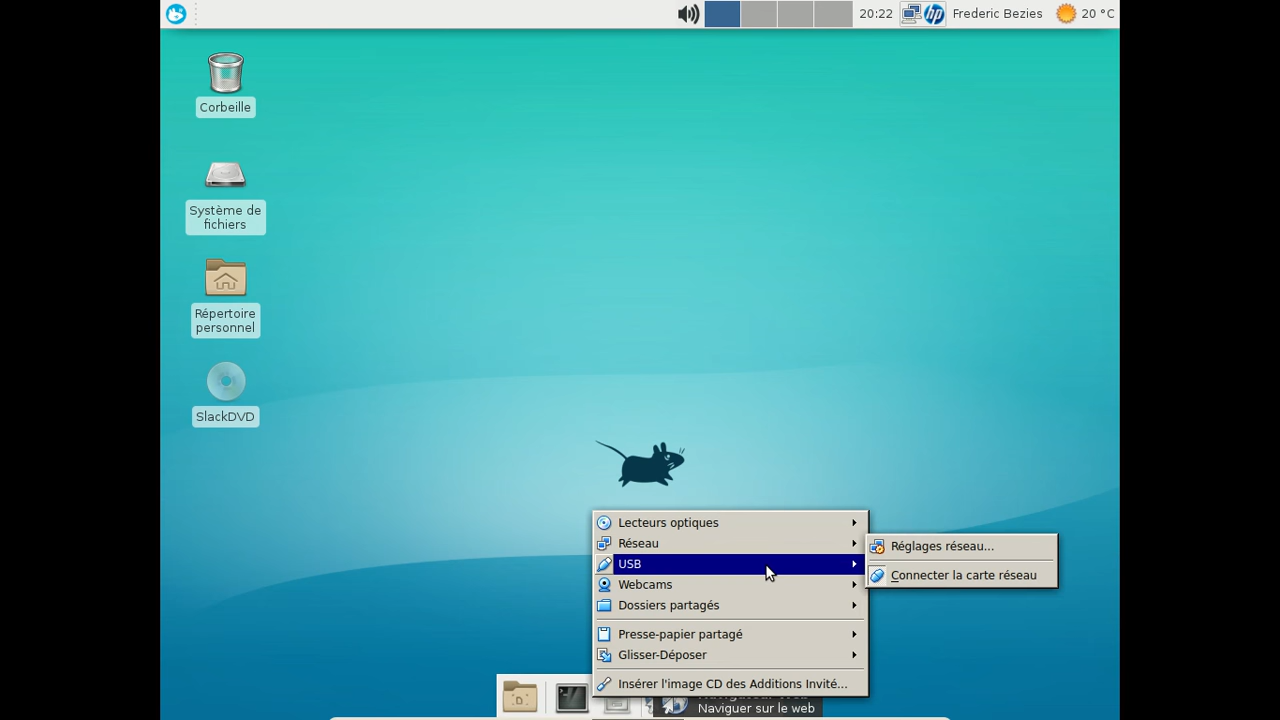 20:22
Frederic Bezies
20 °C
Corbeille
Système de
fichiers
Répertoire
personnel
SlackDVD
Lecteurs optiques
Réseau
USB
Webcams
Dossiers partagés
Presse-papier partagé
Glisser-Déposer
Insérer l'image CD des Additions Invité...
Réglages réseau...
Connecter la carte réseau
Naviguer sur le web